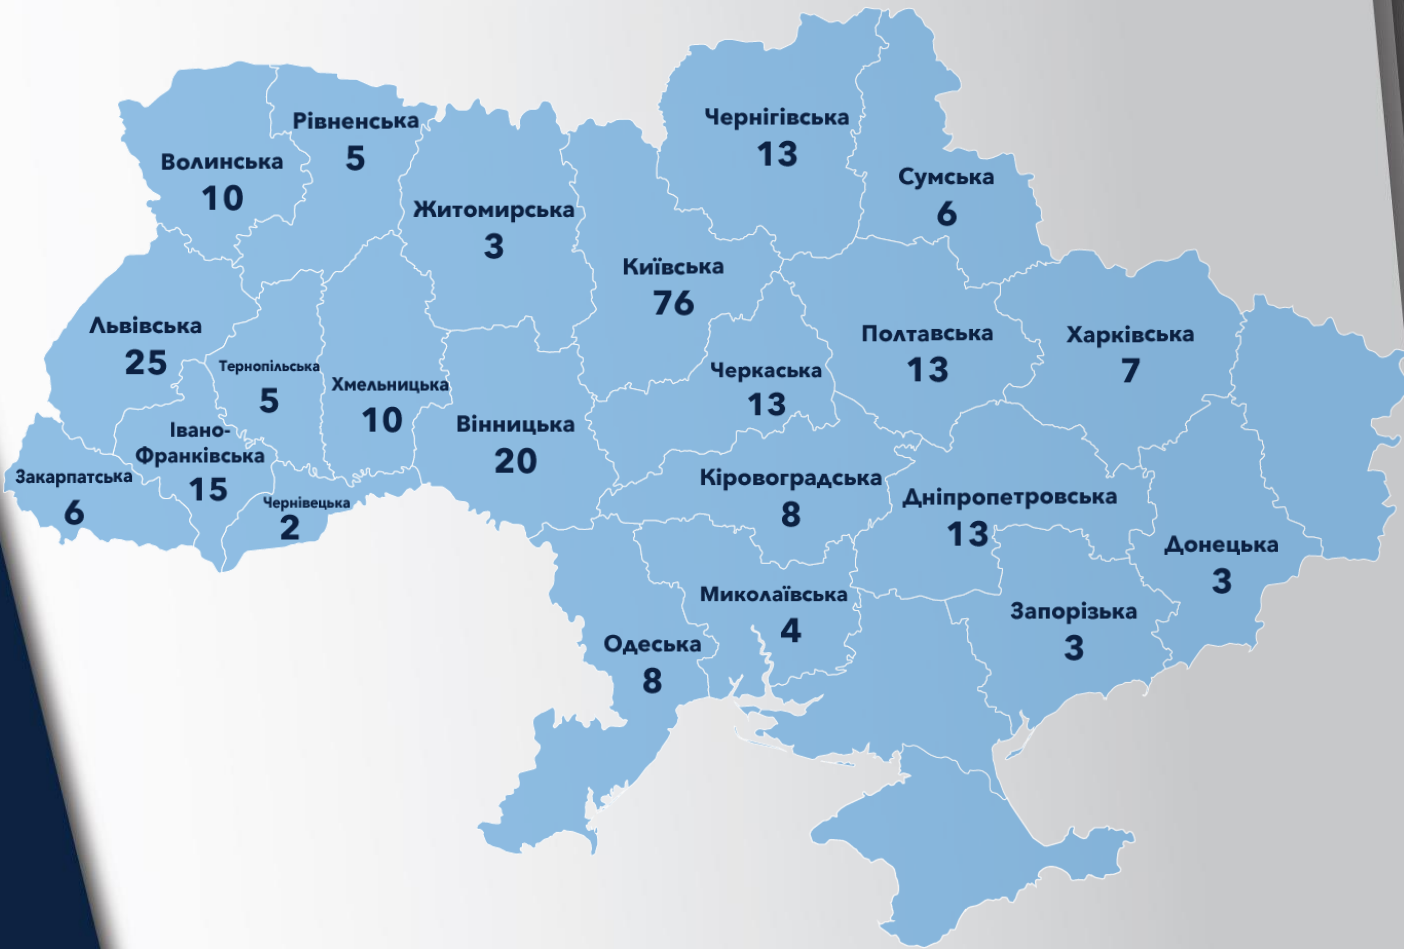 Чернігівська
13
Рівненська
5
Волинська
10
Сумська
6
Житомирська
3
Київська
76
Львівська
25
Полтавська
13
Харківська
7
Тернопільська
5
Хмельницька
10
Черкаська
13
Вінницька
20
Івано-
Франківська
15
Закарпатська
6
Чернівецька
2
Кіровоградська
8
Дніпропетровська
13
Донецька
3
Миколаївська
4
Запорізька
3
Одеська
8